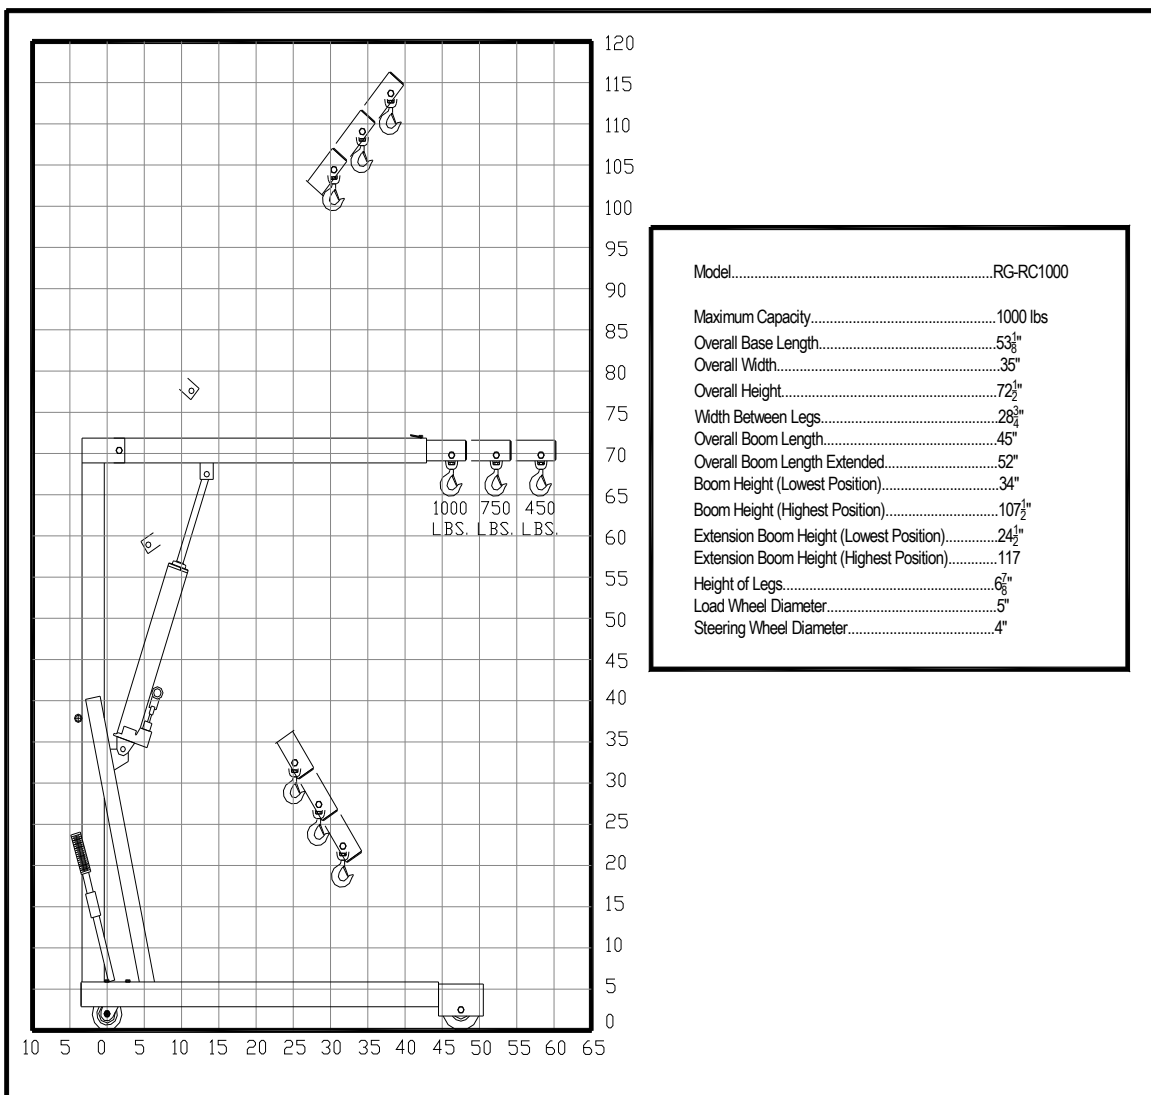 120
115
110
105
100
95
90
85
80
75
70
65
60
55
50
45
40
35
30
25
20
15
10
5
0
10 5 0 5 10 15 20 25 30 35 40 45 50 55 60 65
1000 750 450
LBS. LBS. LBS.
Model....................................................................RG-RC1000
Maximum Capacity................................................1000 lbs
Overall Base Length..............................................53⅛"
Overall Width..........................................................35"
Overall Height........................................................72½"
Width Between Legs..............................................28¾"
Overall Boom Length.............................................45"
Overall Boom Length Extended.............................52"
Boom Height (Lowest Position)..............................34"
Boom Height (Highest Position).............................107½"
Extension Boom Height (Lowest Position).............24½"
Extension Boom Height (Highest Position).............117
Height of Legs.......................................................6⅞"
Load Wheel Diameter............................................5"
Steering Wheel Diameter......................................4"